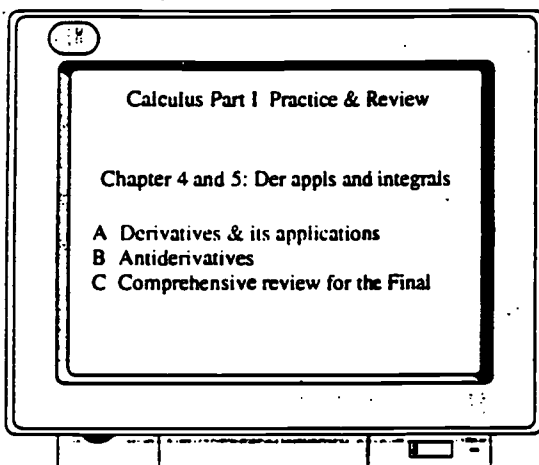 Calculus Part I Practice & Review
Chapter 4 and 5: Der appls and integrals
A Derivatives & its applications
B Antiderivatives
C Comprehensive review for the Final